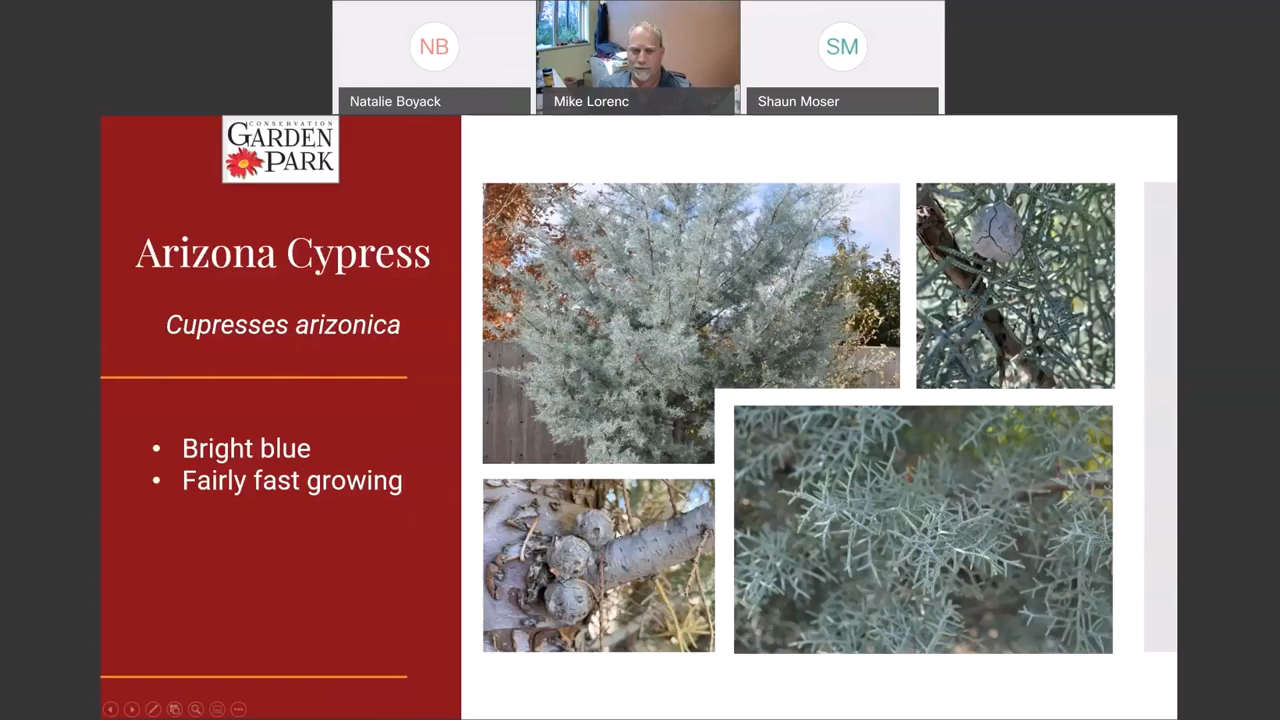 NB
SM
Natalie Boyack
Mike Lorenc
Shaun Moser
CONSERVATION
GARDEN
PARK
Arizona Cypress
Cupresses arizonica
• Bright blue
• Fairly fast growing